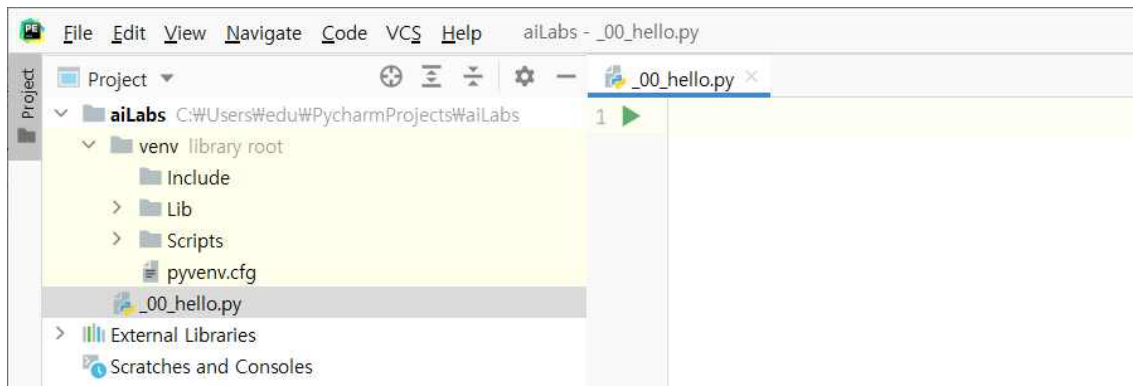 PE File Edit View Navigate Code VCS Help aiLabs - _00_hello.py
Project
Project
_00_hello.py
aiLabs C:₩Users₩edu₩PycharmProjects₩aiLabs
1
venv library root
Include
Lib
Scripts
pyvenv.cfg
_00_hello.py
External Libraries
Scratches and Consoles